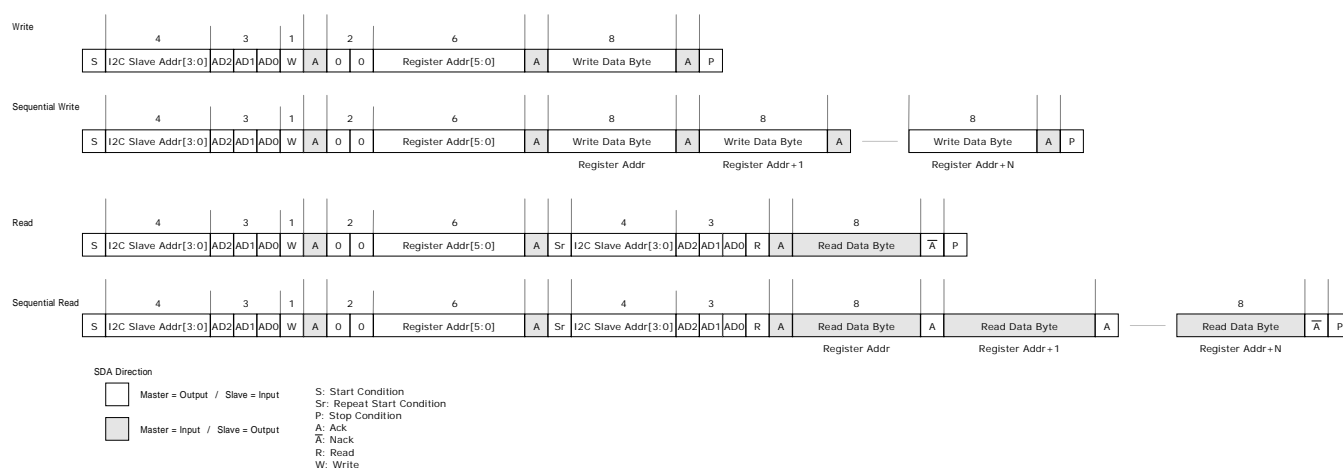 Write
4 3 1 2 6 8
S I2C Slave Addr[3:0] AD2 AD1 AD0 W A 0 0 Register Addr[5:0] A Write Data Byte A P
Sequential Write
4 3 1 2 6 8 8 8
S I2C Slave Addr[3:0] AD2 AD1 AD0 W A 0 0 Register Addr[5:0] A Write Data Byte A Write Data Byte A Write Data Byte A P
Register Addr Register Addr+1 Register Addr+N
4 3 1 2 6 4 3 8
Read
S I2C Slave Addr[3:0] AD2 AD1 AD0 W A 0 0 Register Addr[5:0] A Sr I2C Slave Addr[3:0] AD2 AD1 AD0 R A Read Data Byte A̅ P
4 3 1 2 6 4 3 8 8
Sequential Read
S I2C Slave Addr[3:0] AD2 AD1 AD0 W A 0 0 Register Addr[5:0] A Sr I2C Slave Addr[3:0] AD2 AD1 AD0 R A Read Data Byte A Read Data Byte A Read Data Byte A̅ P
Register Addr Register Addr+1 Register Addr+N
SDA Direction
Master = Output / Slave = Input
Master = Input / Slave = Output
S: Start Condition
Sr: Repeat Start Condition
P: Stop Condition
A: Ack
A̅: Nack
R: Read
W: Write